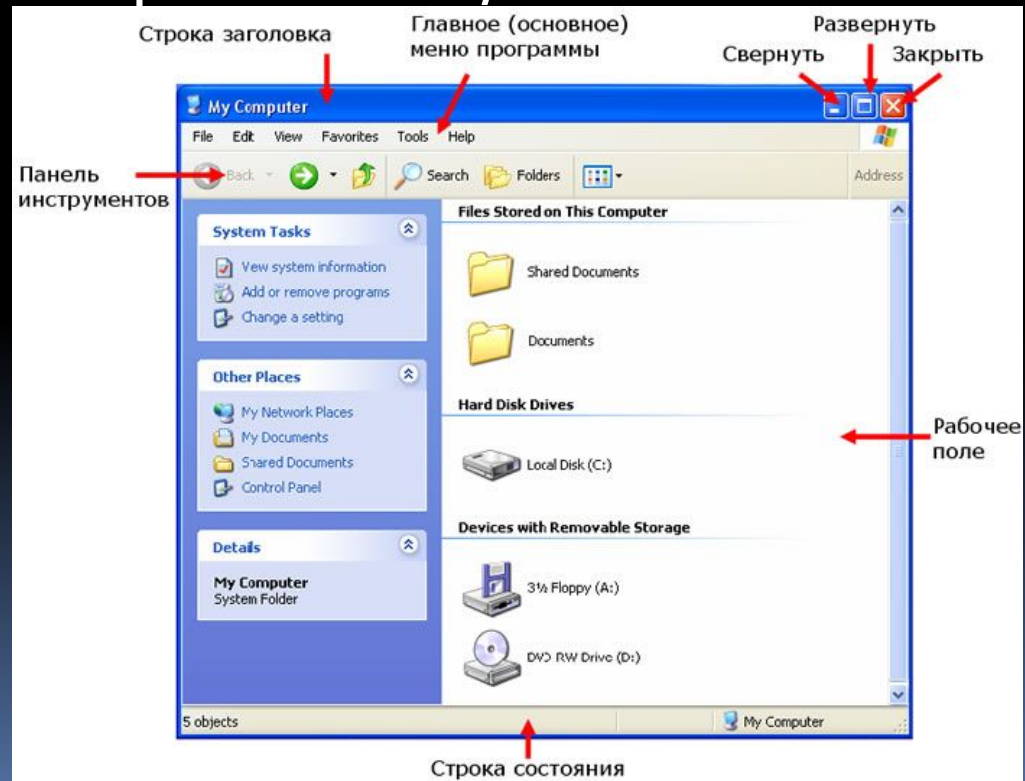 Главное (основное)
меню программы
Развернуть
Строка заголовка
Свернуть
Закрыть
My Computer
File Edit View Favorites Tools Help
Панель
инструментов
Back Search Folders Address
System Tasks
View system information
Add or remove programs
Change a setting
Other Places
My Network Places
My Documents
Shared Documents
Control Panel
Details
My Computer
System Folder
Files Stored on This Computer
Shared Documents
Documents
Hard Disk Drives
Local Disk (C:)
Devices with Removable Storage
3½ Floppy (A:)
DVD RW Drive (D:)
Рабочее
поле
5 objects My Computer
Строка состояния